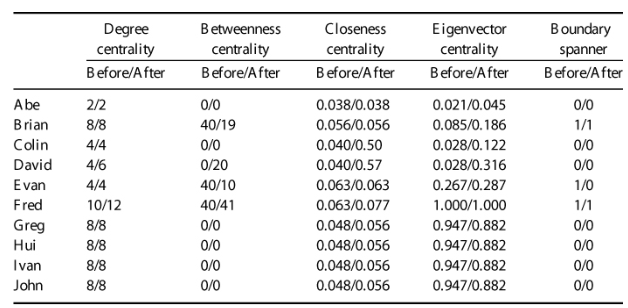 Degree centrality Betweenness centrality Closeness centrality Eigenvector centrality Boundary spanner
Before/After Before/After Before/After Before/After Before/After
Abe 2/2 0/0 0.038/0.038 0.021/0.045 0/0
Brian 8/8 40/19 0.056/0.056 0.085/0.186 1/1
Colin 4/4 0/0 0.040/0.50 0.028/0.122 0/0
David 4/6 0/20 0.040/0.57 0.028/0.316 0/0
Evan 4/4 40/10 0.063/0.063 0.267/0.287 1/0
Fred 10/12 40/41 0.063/0.077 1.000/1.000 1/1
Greg 8/8 0/0 0.048/0.056 0.947/0.882 0/0
Hui 8/8 0/0 0.048/0.056 0.947/0.882 0/0
Ivan 8/8 0/0 0.048/0.056 0.947/0.882 0/0
John 8/8 0/0 0.048/0.056 0.947/0.882 0/0